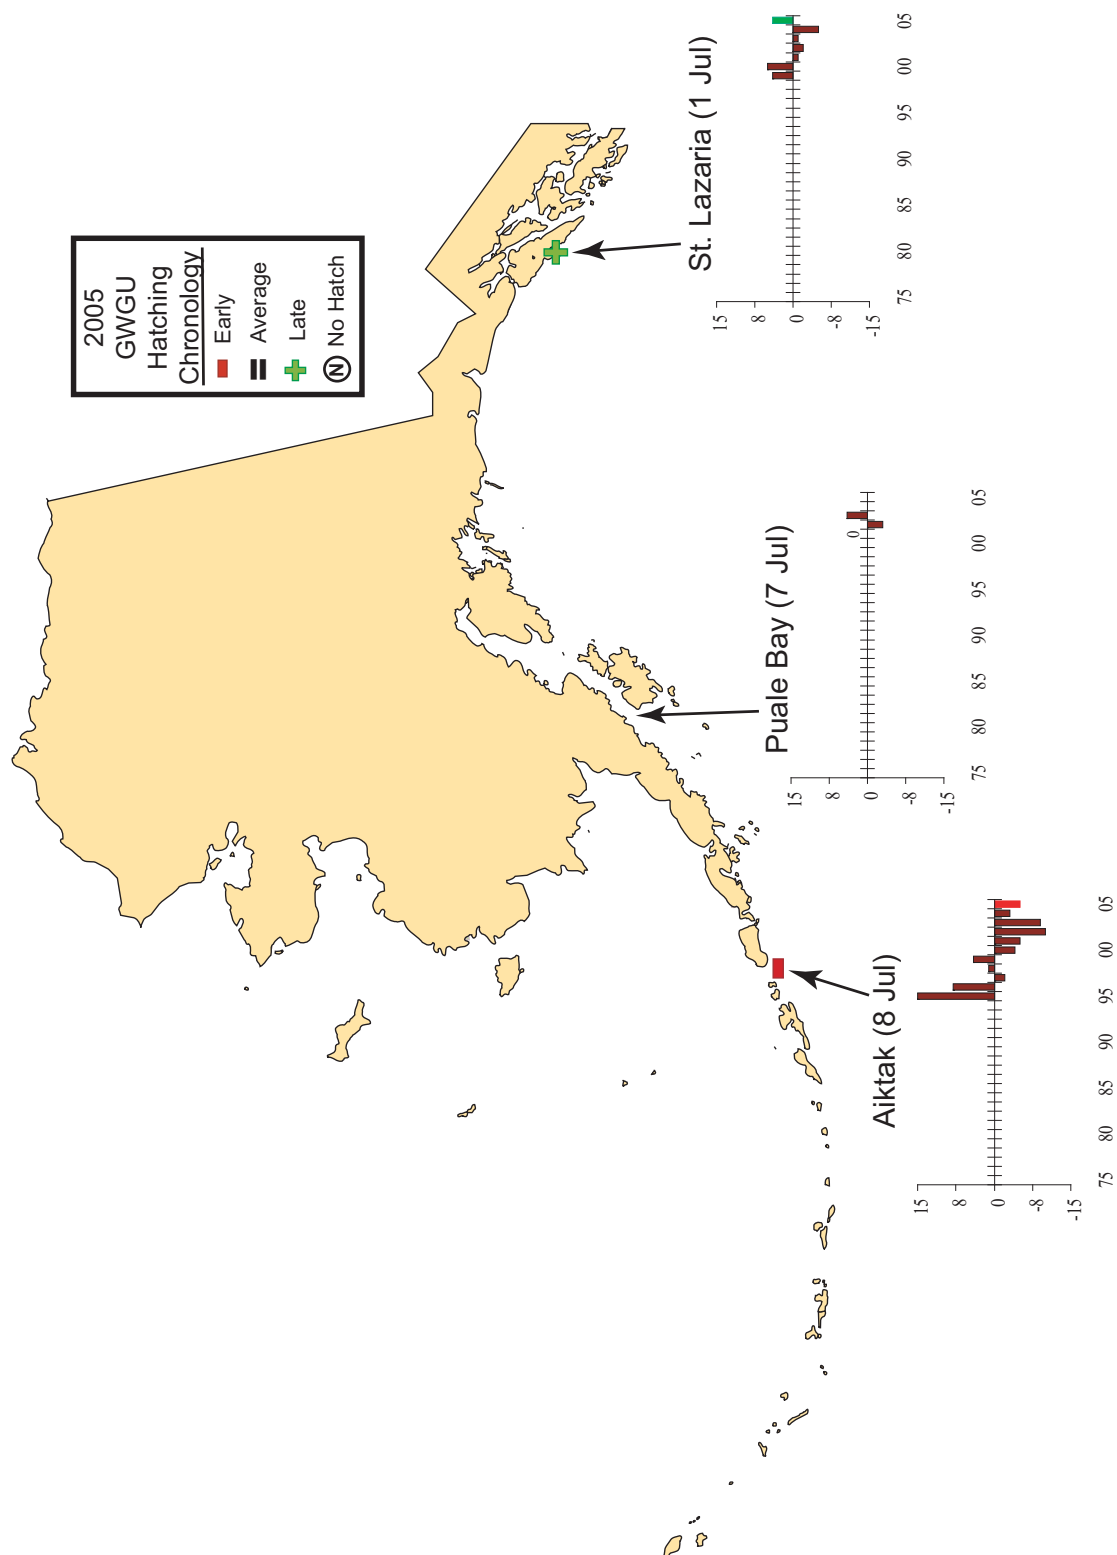 2005
GWGU
Hatching
Chronology
Early
Average
Late
N No Hatch
Aiktak (8 Jul)
15
8
0
-8
-15
75 80 85 90 95 00 05
Puale Bay (7 Jul)
15
8
0
-8
-15
0
75 80 85 90 95 00 05
St. Lazaria (1 Jul)
15
8
0
-8
-15
75 80 85 90 95 00 05